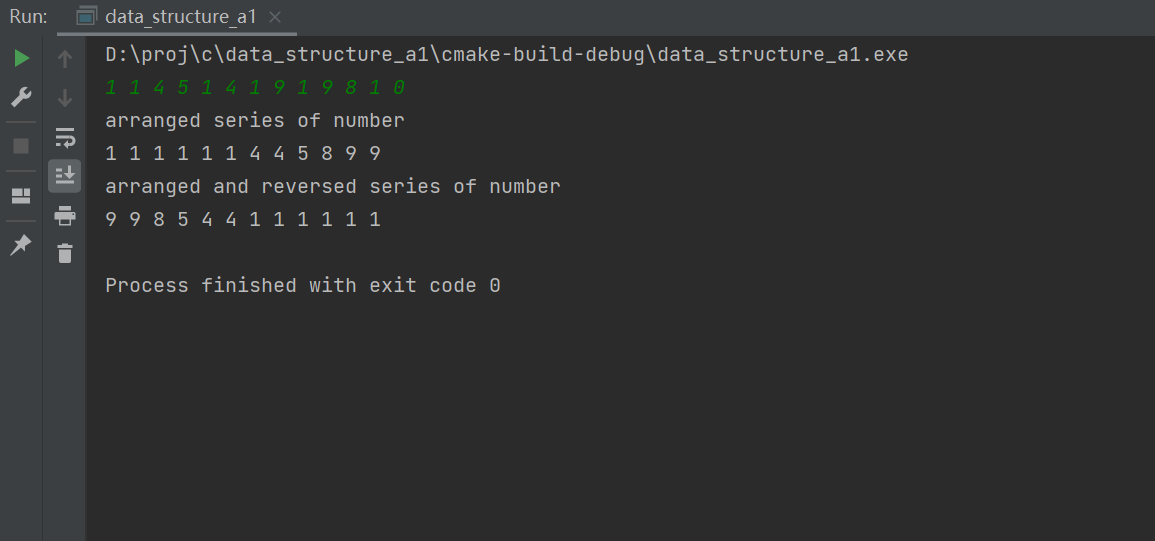 Run: data_structure_a1
D:\proj\c\data_structure_a1\cmake-build-debug\data_structure_a1.exe
1 1 4 5 1 4 1 9 1 9 8 1 0
arranged series of number
1 1 1 1 1 1 4 4 5 8 9 9
arranged and reversed series of number
9 9 8 5 4 4 1 1 1 1 1 1
Process finished with exit code 0